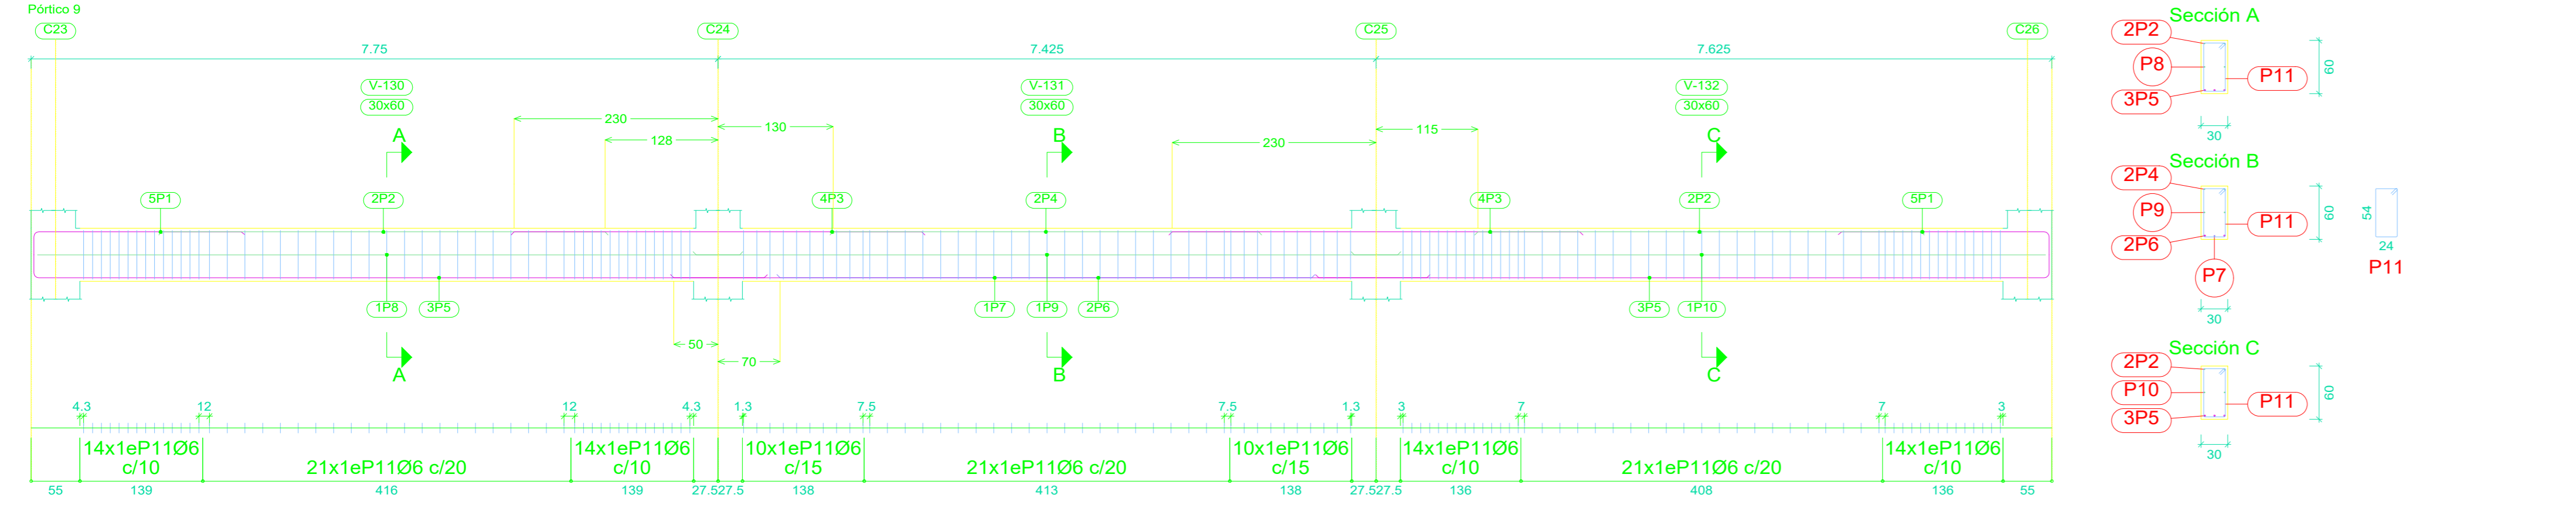 Pórtico 9
C23
C24
C25
C26
7.75
7.425
7.625
V-130
30x60
V-131
30x60
V-132
30x60
230
128
130
230
115
A
B
C
5P1
2P2
4P3
2P4
4P3
2P2
5P1
1P8
3P5
1P7
1P9
2P6
3P5
1P10
50
70
A
B
C
4.3
12
12
4.3
1.3
7.5
7.5
1.3
3
7
7
3
14x1eP11Ø6
c/10
21x1eP11Ø6 c/20
14x1eP11Ø6
c/10
10x1eP11Ø6
c/15
21x1eP11Ø6 c/20
10x1eP11Ø6
c/15
14x1eP11Ø6
c/10
21x1eP11Ø6 c/20
14x1eP11Ø6
c/10
55
139
416
139
27.5
27.5
138
413
138
27.5
27.5
136
408
136
55
Sección A
2P2
P8
3P5
P11
60
30
Sección B
2P4
P9
2P6
P7
P11
60
30
54
24
P11
Sección C
2P2
P10
3P5
P11
60
30